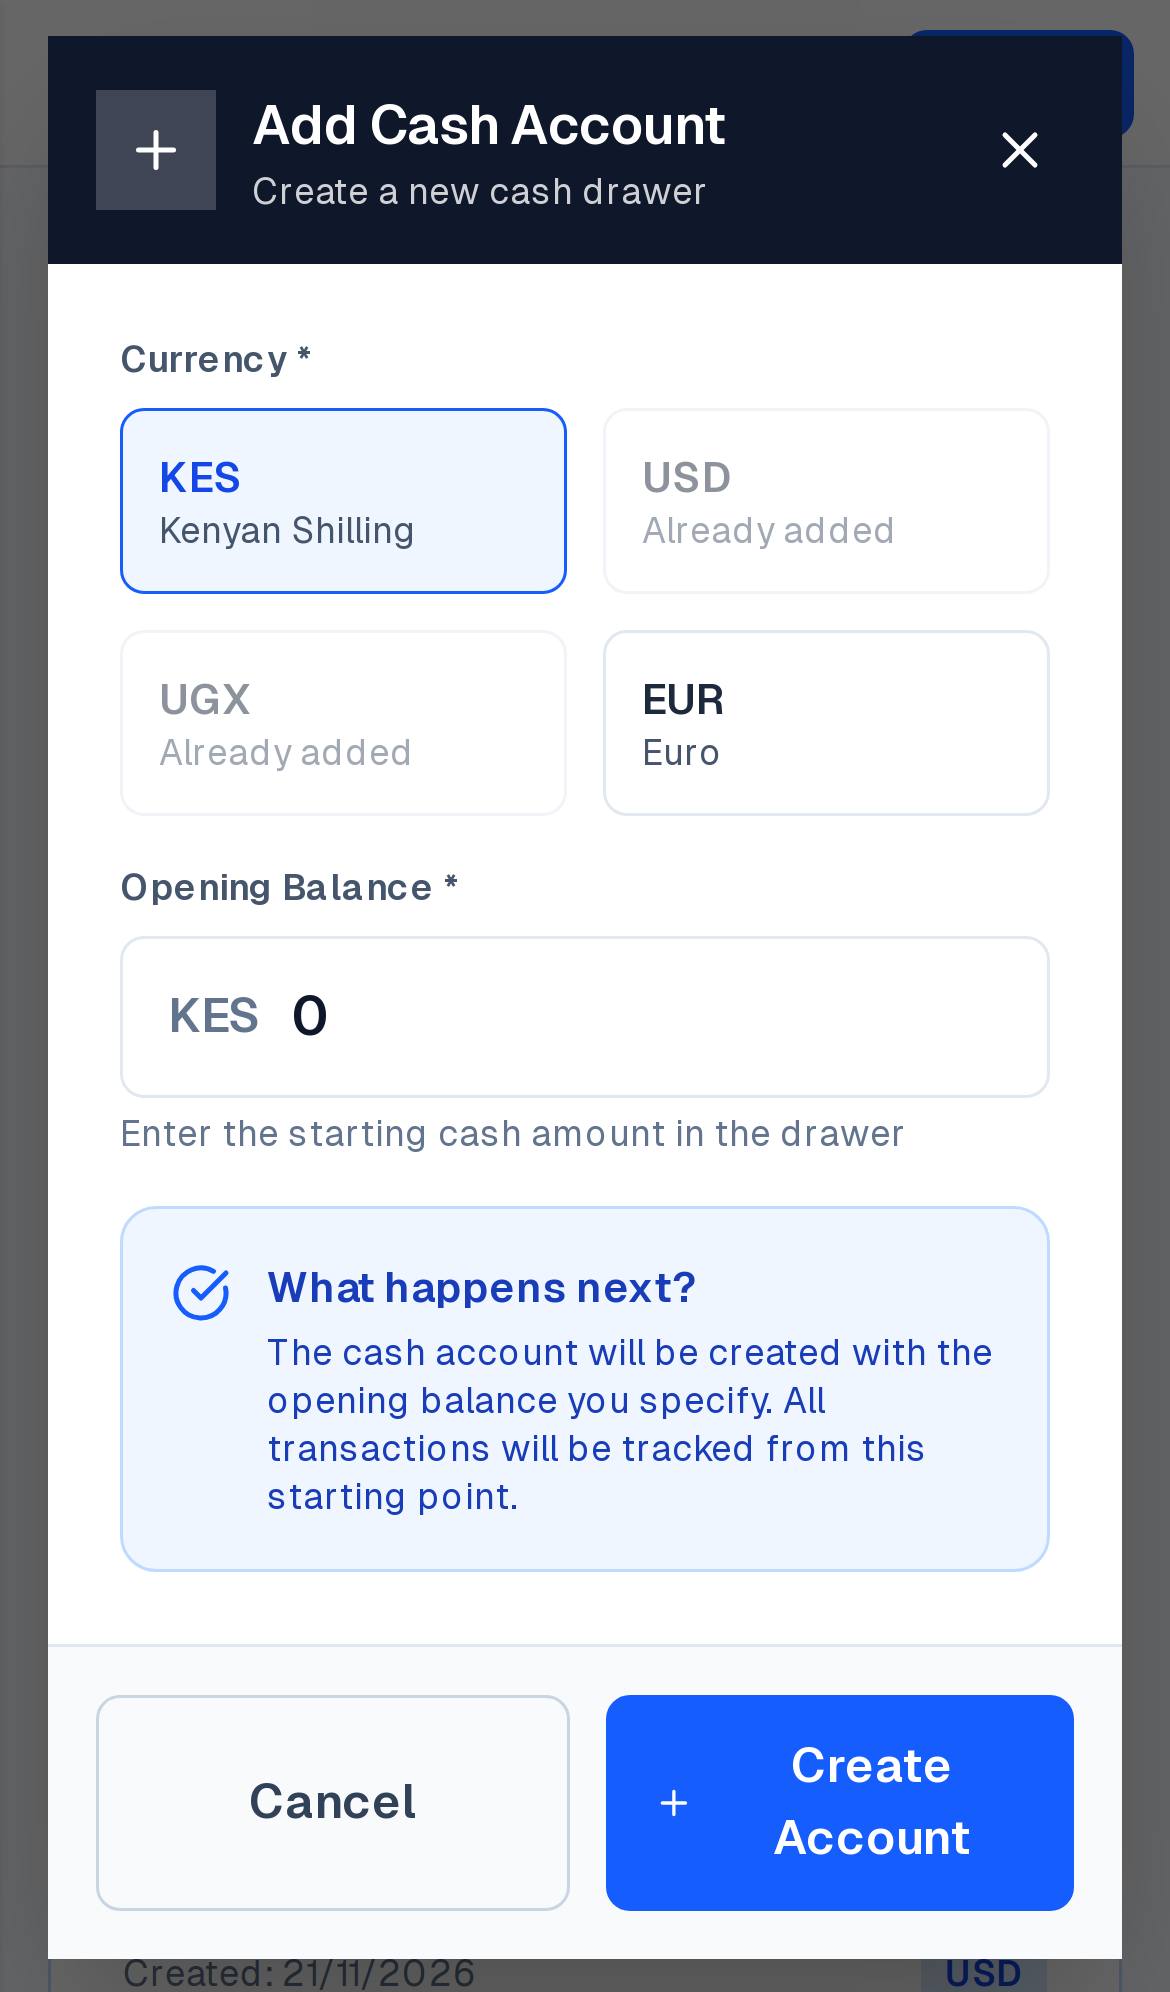 Add Cash Account
Create a new cash drawer
Currency *
KES
Kenyan Shilling
USD
Already added
UGX
Already added
EUR
Euro
Opening Balance *
KES 0
Enter the starting cash amount in the drawer
What happens next?
The cash account will be created with the
opening balance you specify. All
transactions will be tracked from this
starting point.
Cancel
Create
Account
Created: 21/11/2026
USD